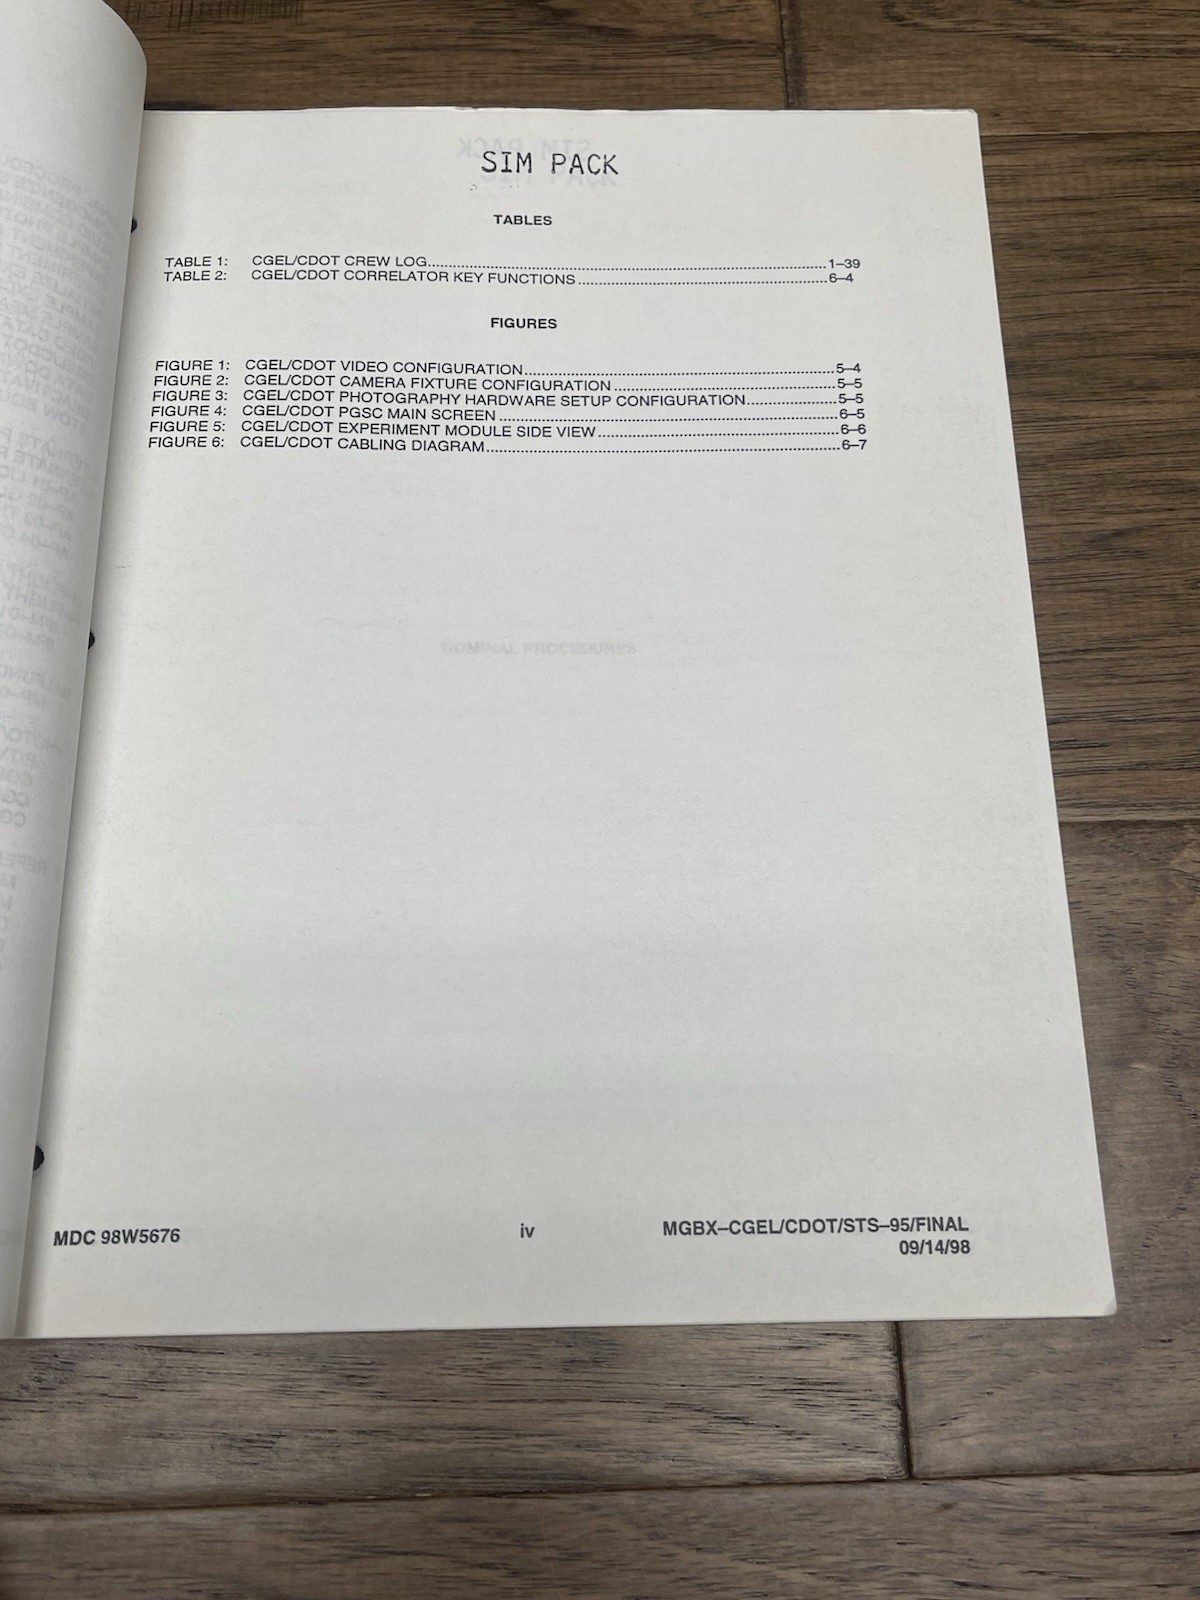 SIM PACK
TABLES
TABLE 1: CGEL/CDOT CREW LOG..........1–39
TABLE 2: CGEL/CDOT CORRELATOR KEY FUNCTIONS..........6–4
FIGURES
FIGURE 1: CGEL/CDOT VIDEO CONFIGURATION..........5–4
FIGURE 2: CGEL/CDOT CAMERA FIXTURE CONFIGURATION..........5–5
FIGURE 3: CGEL/CDOT PHOTOGRAPHY HARDWARE SETUP CONFIGURATION..........5–5
FIGURE 4: CGEL/CDOT PGSC MAIN SCREEN..........6–5
FIGURE 5: CGEL/CDOT EXPERIMENT MODULE SIDE VIEW..........6–6
FIGURE 6: CGEL/CDOT CABLING DIAGRAM..........6–7
NOMINAL PROCEDURES
MDC 98W5676 iv MGBX–CGEL/CDOT/STS–95/FINAL
09/14/98